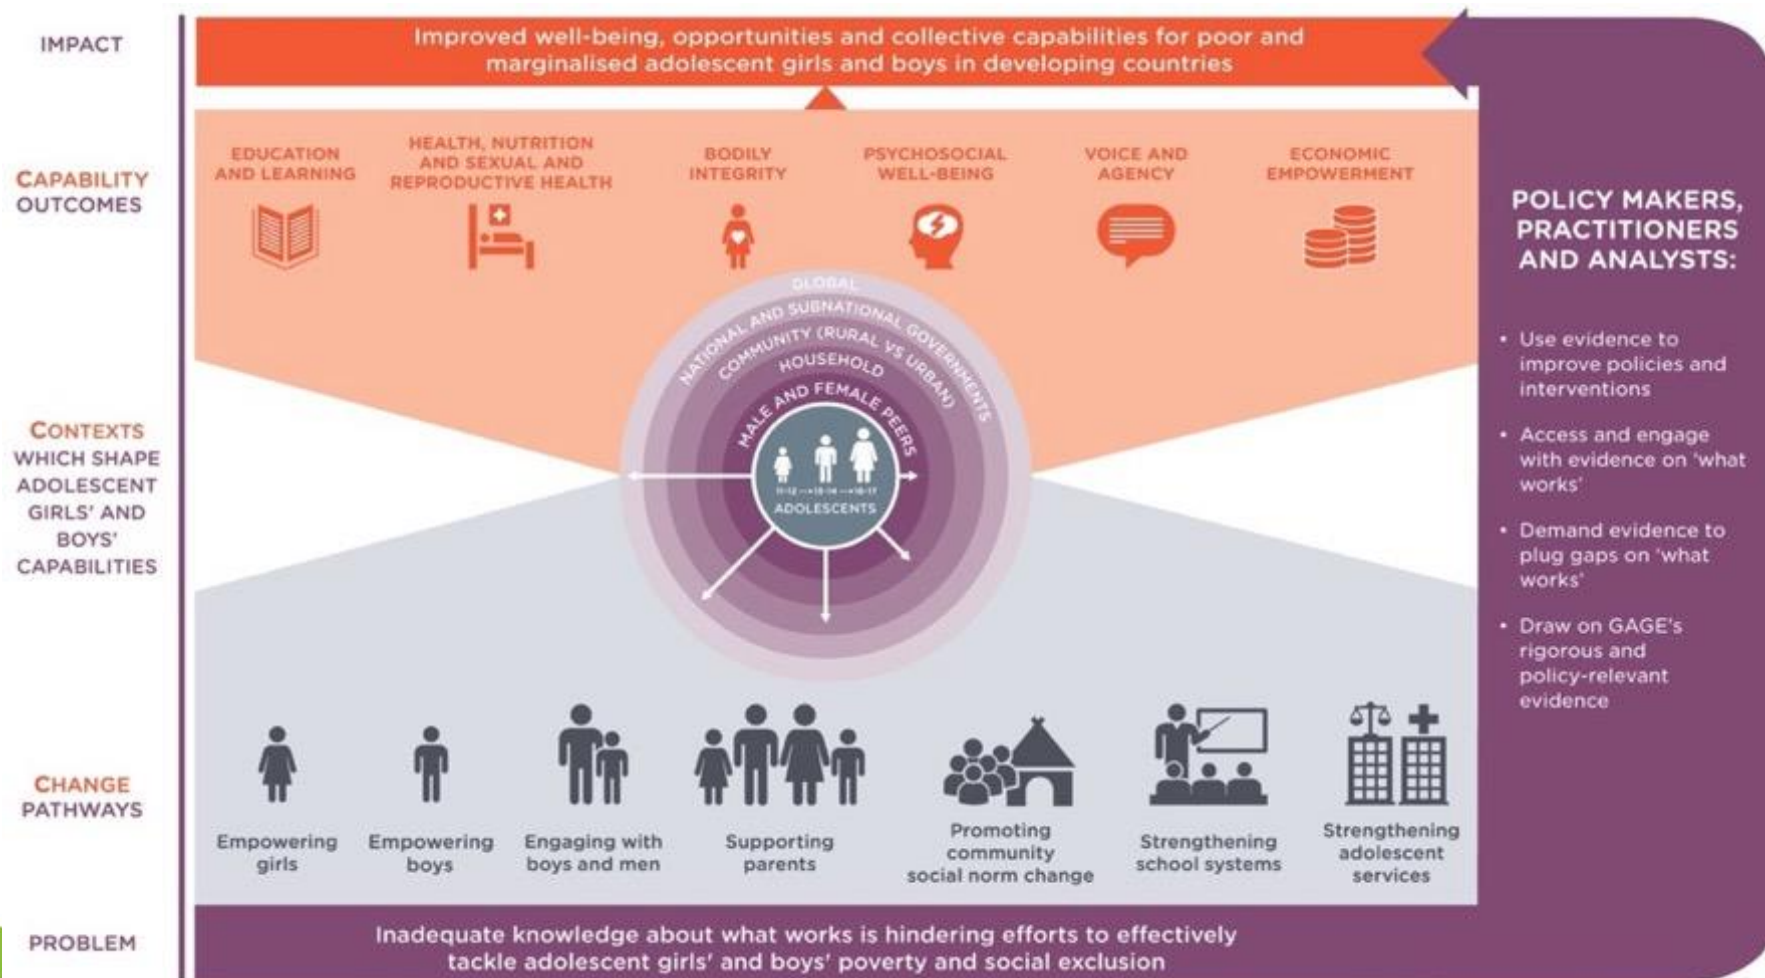 IMPACT
Improved well-being, opportunities and collective capabilities for poor and
marginalised adolescent girls and boys in developing countries
CAPABILITY
OUTCOMES
EDUCATION
AND LEARNING
HEALTH, NUTRITION
AND SEXUAL AND
REPRODUCTIVE HEALTH
BODILY
INTEGRITY
PSYCHOSOCIAL
WELL-BEING
VOICE AND
AGENCY
ECONOMIC
EMPOWERMENT
CONTEXTS
WHICH SHAPE
ADOLESCENT
GIRLS' AND
BOYS'
CAPABILITIES
GLOBAL
NATIONAL AND SUBNATIONAL GOVERNMENTS
COMMUNITY (RURAL VS URBAN)
HOUSEHOLD
MALE AND FEMALE PEERS
11-12 → 13-14 → 16-17
ADOLESCENTS
CHANGE
PATHWAYS
Empowering
girls
Empowering
boys
Engaging with
boys and men
Supporting
parents
Promoting
community
social norm change
Strengthening
school systems
Strengthening
adolescent
services
PROBLEM
Inadequate knowledge about what works is hindering efforts to effectively
tackle adolescent girls' and boys' poverty and social exclusion
POLICY MAKERS,
PRACTITIONERS
AND ANALYSTS:
• Use evidence to
improve policies and
interventions
• Access and engage
with evidence on 'what
works'
• Demand evidence to
plug gaps on 'what
works'
• Draw on GAGE's
rigorous and
policy-relevant
evidence